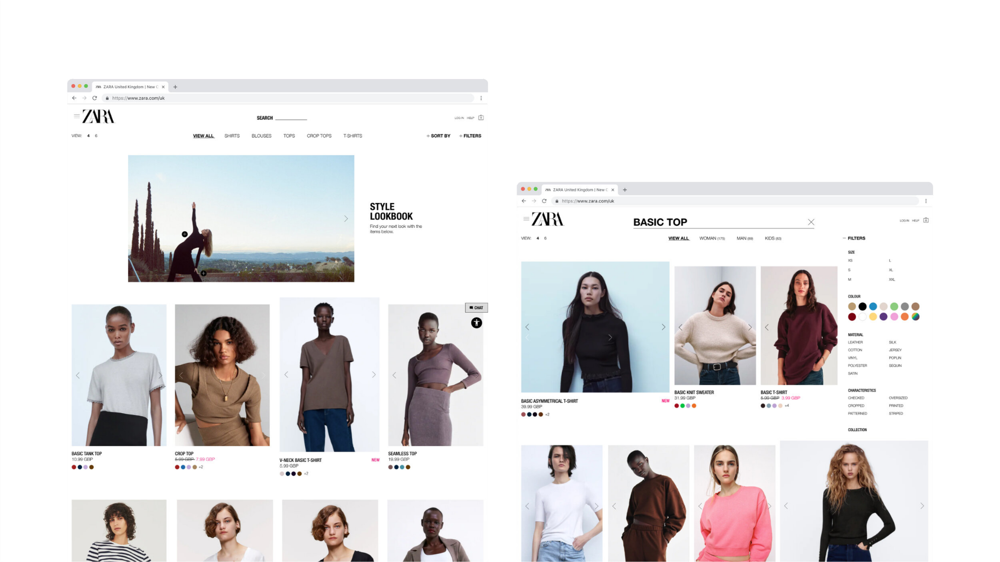 ZARA United Kingdom | New C
https://www.zara.com/uk
ZARA
SEARCH
LOG IN HELP 0
VIEW: 4 6
VIEW ALL SHIRTS BLOUSES TOPS CROP TOPS T-SHIRTS
+ SORT BY + FILTERS
STYLE
LOOKBOOK
Find your next look with the
items below.
CHAT
BASIC TANK TOP
10.99 GBP
CROP TOP
5.99 GBP 7.99 GBP
+2
V-NECK BASIC T-SHIRT NEW
5.99 GBP
+2
SEAMLESS TOP
19.99 GBP
ZARA United Kingdom | New C
https://www.zara.com/uk
ZARA
BASIC TOP
LOG IN HELP 0
VIEW: 4 6
VIEW ALL WOMAN (175) MAN (89) KIDS (83)
− FILTERS
SIZE
XS L
S XL
M XXL
COLOUR
MATERIAL
LEATHER SILK
COTTON JERSEY
VINYL POPLIN
POLYESTER SEQUIN
SATIN
CHARACTERISTICS
CHECKED OVERSIZED
CROPPED PRINTED
PATTERNED STRIPED
COLLECTION
BASIC ASYMMETRICAL T-SHIRT NEW
39.99 GBP
+2
BASIC KNIT SWEATER
31.99 GBP
BASIC T-SHIRT
5.99 GBP 3.99 GBP
+4